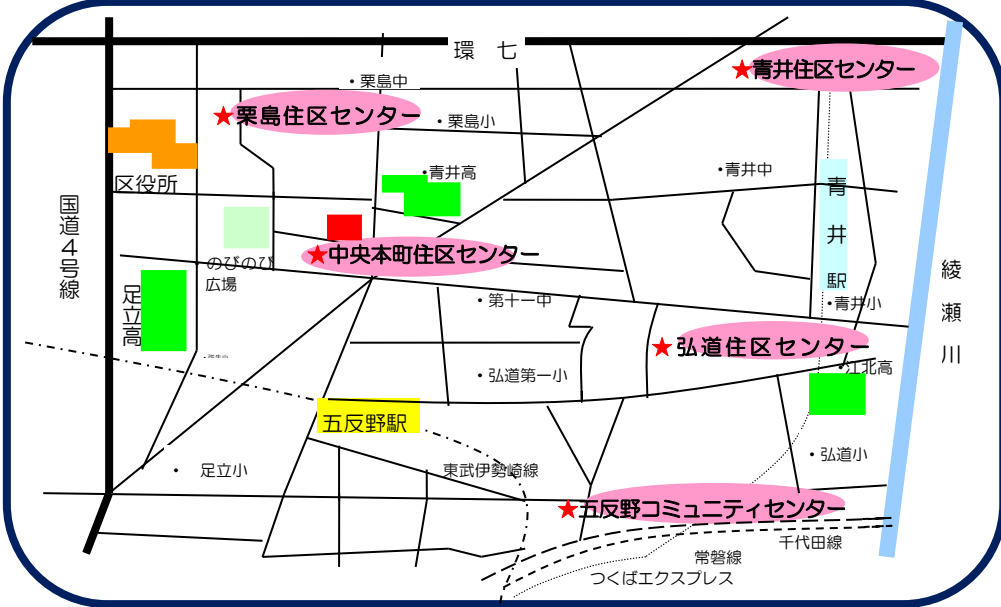 環　七
・栗島中
★青井住区センター
★栗島住区センター
・栗島小
・青井高
・青井中
区役所
国道４号線
青井駅
★中央本町住区センター
・のびのび
広場
綾瀬川
足立高
・第十一中
・青井小
★弘道住区センター
・弘道第一小
・江北高
五反野駅
・弘道小
・　足立小
東武伊勢崎線
★五反野コミュニティセンター
千代田線
常磐線
つくばエクスプレス